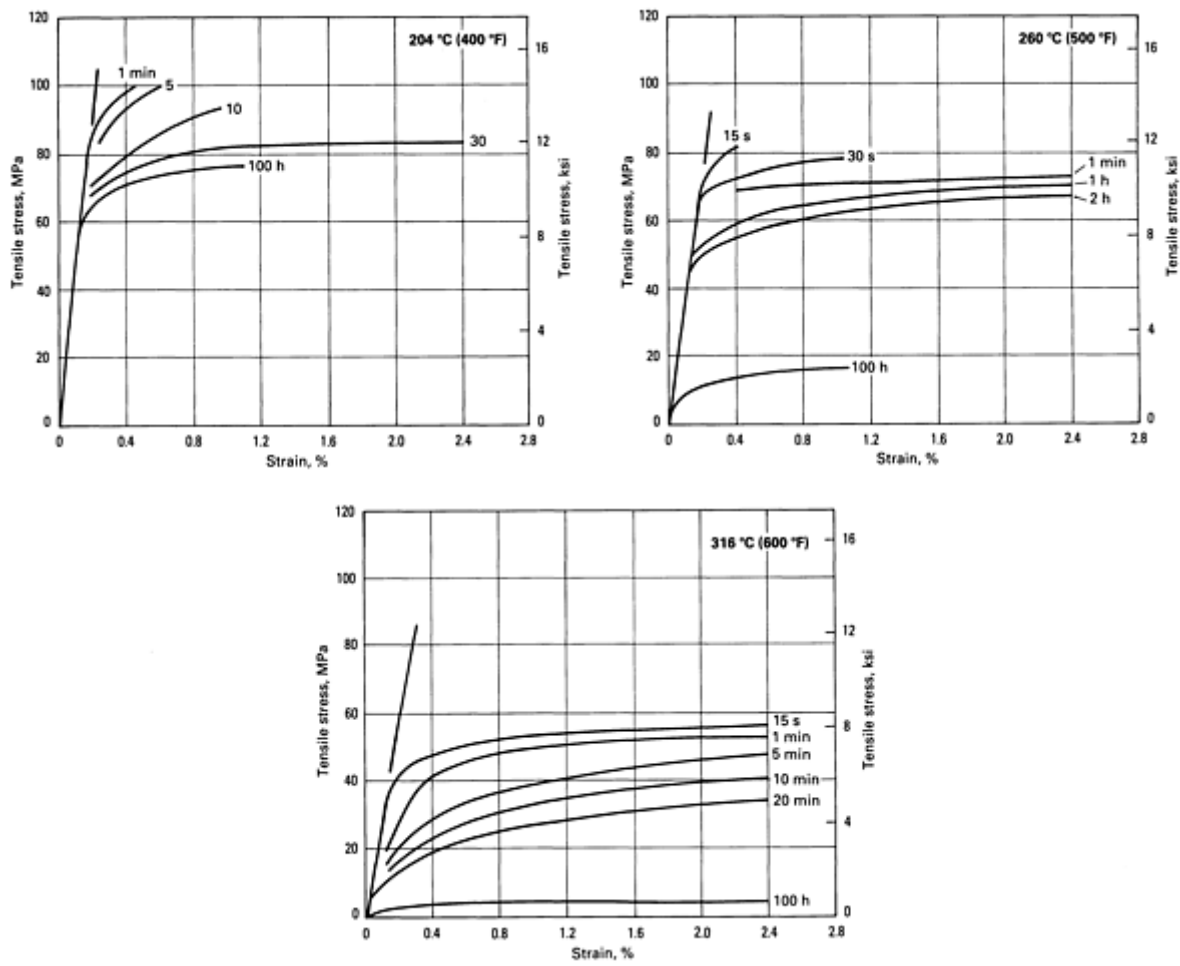 204 °C (400 °F)
Tensile stress, MPa
120
100
80
60
40
20
0
1 min
5
10
30
100 h
16
12
8
4
0
Tensile stress, ksi
0 0.4 0.8 1.2 1.6 2.0 2.4 2.8
Strain, %
260 °C (500 °F)
Tensile stress, MPa
120
100
80
60
40
20
0
15 s
30 s
1 min
1 h
2 h
100 h
16
12
8
4
0
Tensile stress, ksi
0 0.4 0.8 1.2 1.6 2.0 2.4 2.8
Strain, %
316 °C (600 °F)
Tensile stress, MPa
120
100
80
60
40
20
0
15 s
1 min
5 min
10 min
20 min
100 h
16
12
8
4
0
Tensile stress, ksi
0 0.4 0.8 1.2 1.6 2.0 2.4 2.8
Strain, %